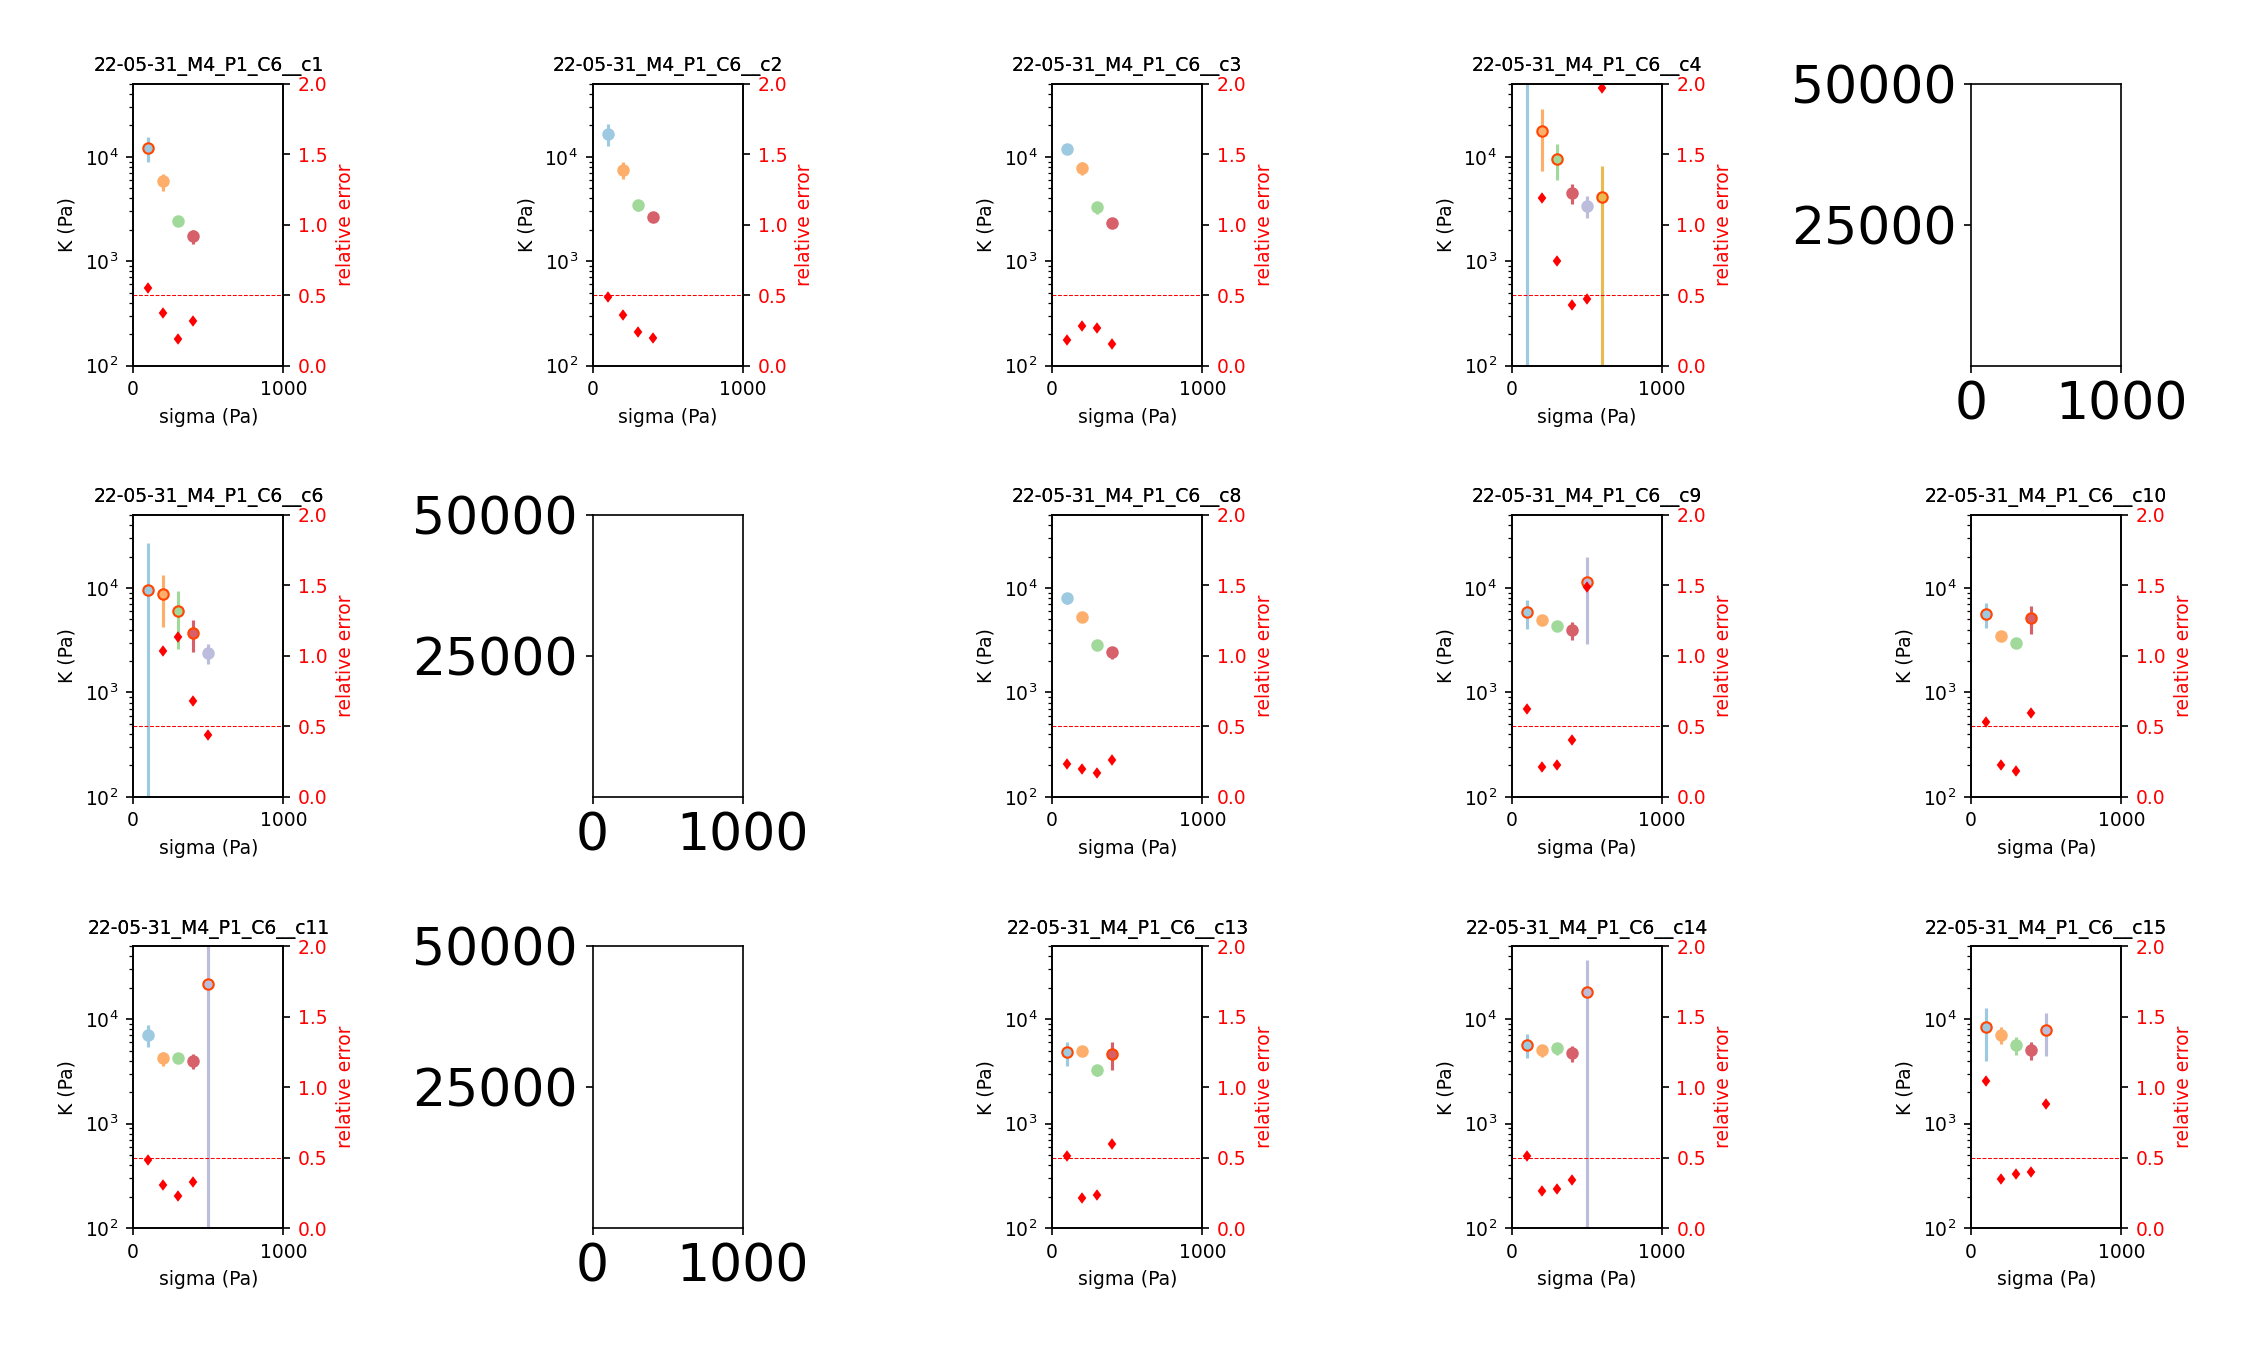 22-05-31_M4_P1_C6__c1
K (Pa)
10^4
10^3
10^2
2.0
1.5
1.0
0.5
0.0
relative error
0
1000
sigma (Pa)
22-05-31_M4_P1_C6__c2
K (Pa)
10^4
10^3
10^2
2.0
1.5
1.0
0.5
0.0
relative error
0
1000
sigma (Pa)
22-05-31_M4_P1_C6__c3
K (Pa)
10^4
10^3
10^2
2.0
1.5
1.0
0.5
0.0
relative error
0
1000
sigma (Pa)
22-05-31_M4_P1_C6__c4
K (Pa)
10^4
10^3
10^2
2.0
1.5
1.0
0.5
0.0
relative error
0
1000
sigma (Pa)
50000
25000
0
1000
22-05-31_M4_P1_C6__c6
K (Pa)
10^4
10^3
10^2
2.0
1.5
1.0
0.5
0.0
relative error
0
1000
sigma (Pa)
50000
25000
0
1000
22-05-31_M4_P1_C6__c8
K (Pa)
10^4
10^3
10^2
2.0
1.5
1.0
0.5
0.0
relative error
0
1000
sigma (Pa)
22-05-31_M4_P1_C6__c9
K (Pa)
10^4
10^3
10^2
2.0
1.5
1.0
0.5
0.0
relative error
0
1000
sigma (Pa)
22-05-31_M4_P1_C6__c10
K (Pa)
10^4
10^3
10^2
2.0
1.5
1.0
0.5
0.0
relative error
0
1000
sigma (Pa)
22-05-31_M4_P1_C6__c11
K (Pa)
10^4
10^3
10^2
2.0
1.5
1.0
0.5
0.0
relative error
0
1000
sigma (Pa)
50000
25000
0
1000
22-05-31_M4_P1_C6__c13
K (Pa)
10^4
10^3
10^2
2.0
1.5
1.0
0.5
0.0
relative error
0
1000
sigma (Pa)
22-05-31_M4_P1_C6__c14
K (Pa)
10^4
10^3
10^2
2.0
1.5
1.0
0.5
0.0
relative error
0
1000
sigma (Pa)
22-05-31_M4_P1_C6__c15
K (Pa)
10^4
10^3
10^2
2.0
1.5
1.0
0.5
0.0
relative error
0
1000
sigma (Pa)